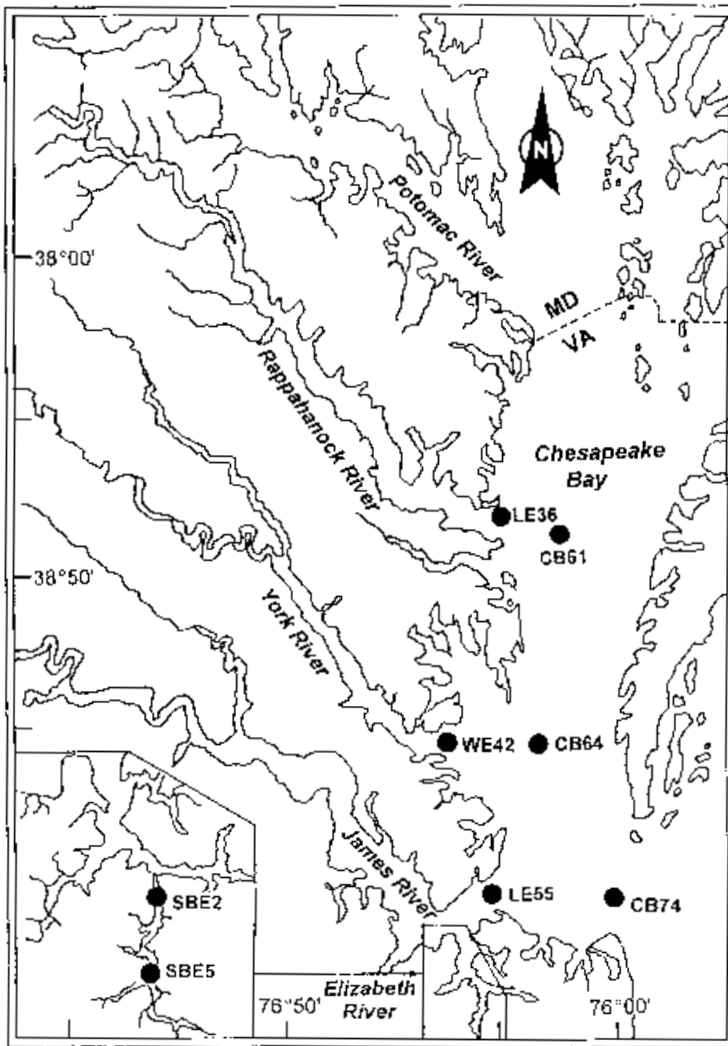 N
Potomac River
38°00'
MD
VA
Rappahanock River
Chesapeake
Bay
LE36
CB61
38°50'
York River
WE42
CB64
James River
SBE2
LE55
CB74
SBE5
Elizabeth
River
76°50'
76°00'